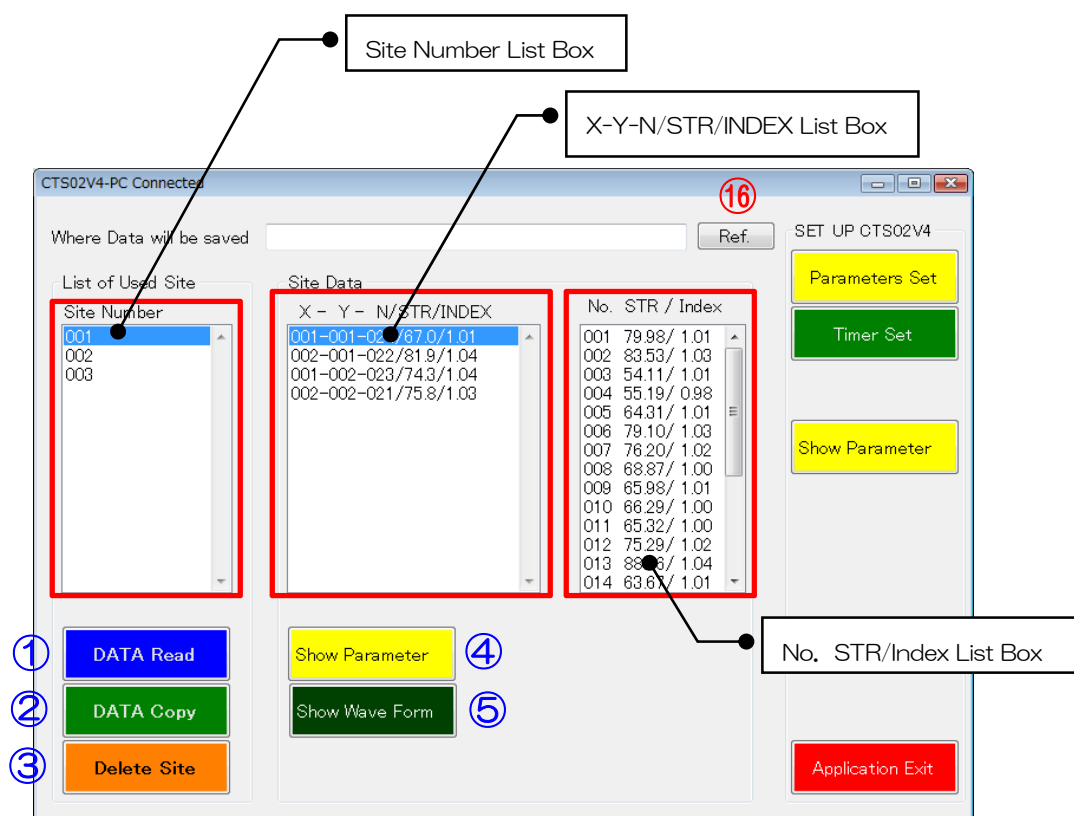 Site Number List Box
X-Y-N/STR/INDEX List Box
CTS02V4-PC Connected
⑯
Where Data will be saved
Ref.
SET UP CTS02V4
Parameters Set
Timer Set
Show Parameter
List of Used Site
Site Data
Site Number
001
002
003
X - Y - N/STR/INDEX
/67.0/1.01
002-001-022/81.9/1.04
001-002-023/74.3/1.04
002-002-021/75.8/1.03
No. STR / Index
001 79.98/ 1.01
002 83.53/ 1.03
003 54.11/ 1.01
004 55.19/ 0.98
005 64.31/ 1.01
006 79.10/ 1.03
007 76.20/ 1.02
008 68.87/ 1.00
009 65.98/ 1.01
010 66.29/ 1.00
011 65.32/ 1.00
012 75.29/ 1.02
013 / 1.04
014 63.67/ 1.01
No. STR/Index List Box
① DATA Read
② DATA Copy
③ Delete Site
Show Parameter ④
Show Wave Form ⑤
Application Exit